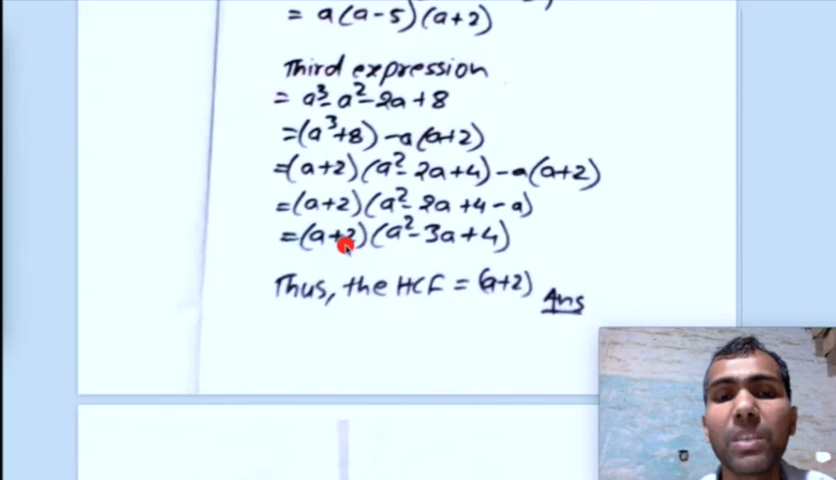 = a(a-5)(a+2)
Third expression
= a³-a²-2a+8
=(a³+8)-a(a+2)
=(a+2)(a²-2a+4)-a(a+2)
=(a+2)(a²-2a+4-a)
=(a+2)(a²-3a+4)
Thus, the HCF = (a+2) Ans